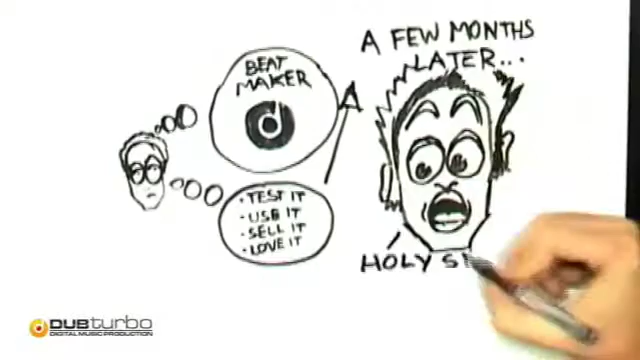 A FEW MONTHS
LATER...
BEAT
MAKER
• TEST IT
• USE IT
• SELL IT
• LOVE IT
HOLY S
DUBturbo
DIGITAL MUSIC PRODUCTION